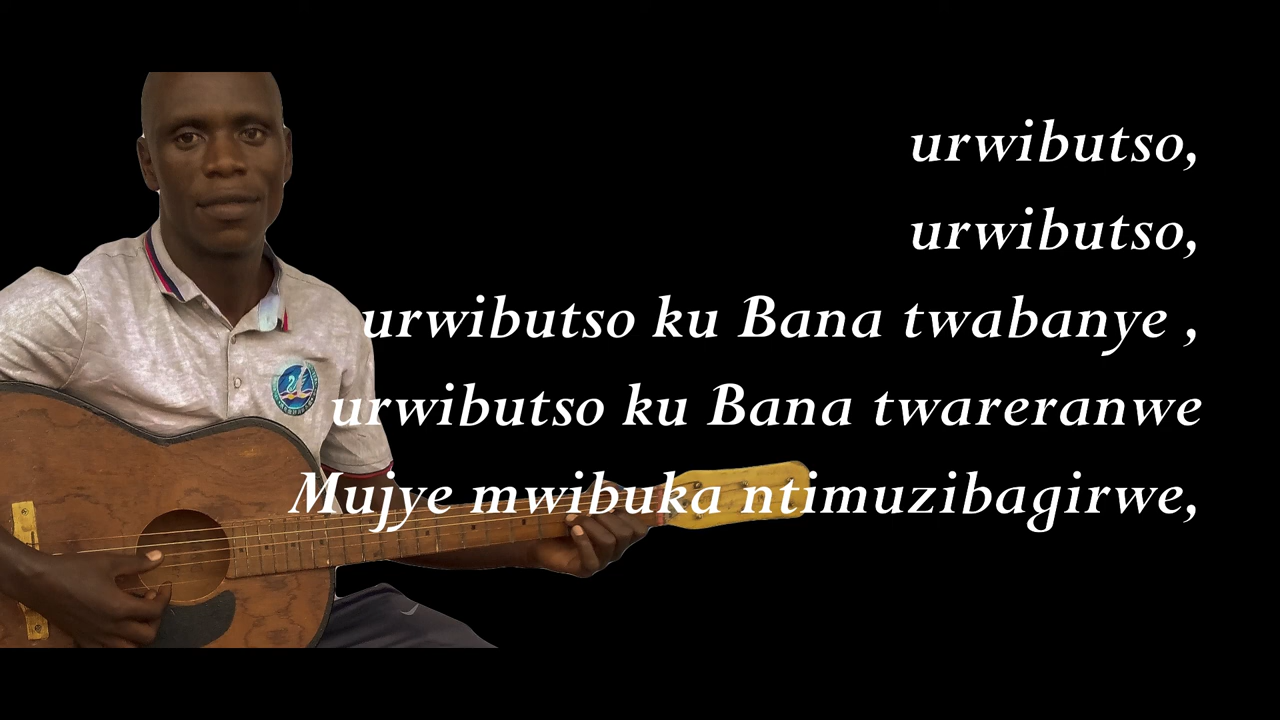 urwibutso,
urwibutso,
urwibutso ku Bana twabanye ,
urwibutso ku Bana twareranwe
Mujye mwibuka ntimuzibagirwe,